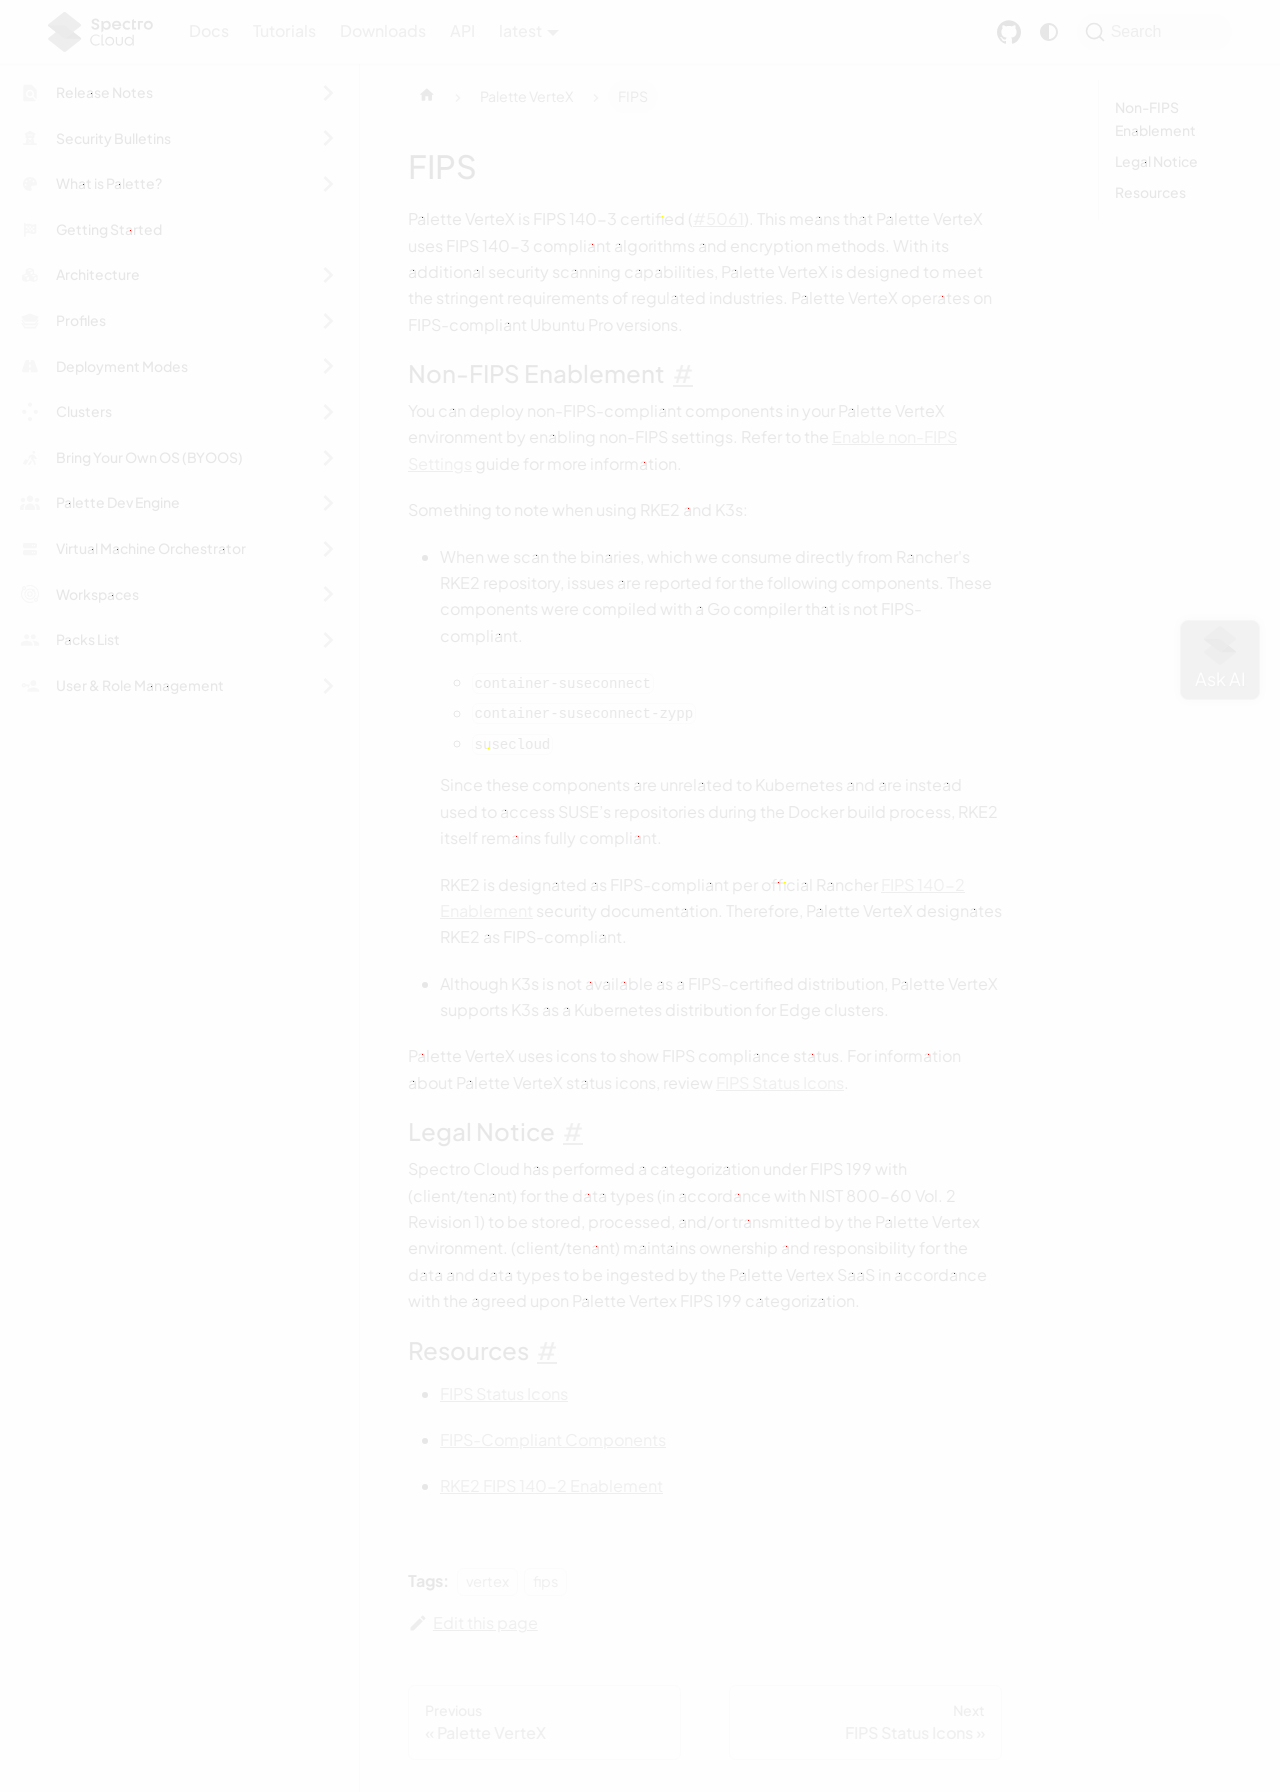 Spectro Cloud
Docs
Tutorials
Downloads
API
latest
Search
Release Notes
Security Bulletins
What is Palette?
Getting Started
Architecture
Profiles
Deployment Modes
Clusters
Bring Your Own OS (BYOOS)
Palette Dev Engine
Virtual Machine Orchestrator
Workspaces
Packs List
User & Role Management
Palette VerteX
FIPS
FIPS
Palette VerteX is FIPS 140-3 certified (#5061). This means that Palette VerteX
uses FIPS 140-3 compliant algorithms and encryption methods. With its
additional security scanning capabilities, Palette VerteX is designed to meet
the stringent requirements of regulated industries. Palette VerteX operates on
FIPS-compliant Ubuntu Pro versions.
Non-FIPS Enablement #
You can deploy non-FIPS-compliant components in your Palette VerteX
environment by enabling non-FIPS settings. Refer to the Enable non-FIPS
Settings guide for more information.
Something to note when using RKE2 and K3s:
When we scan the binaries, which we consume directly from Rancher's
RKE2 repository, issues are reported for the following components. These
components were compiled with a Go compiler that is not FIPS-
compliant.
container-suseconnect
container-suseconnect-zypp
susecloud
Since these components are unrelated to Kubernetes and are instead
used to access SUSE's repositories during the Docker build process, RKE2
itself remains fully compliant.
RKE2 is designated as FIPS-compliant per official Rancher FIPS 140-2
Enablement security documentation. Therefore, Palette VerteX designates
RKE2 as FIPS-compliant.
Although K3s is not available as a FIPS-certified distribution, Palette VerteX
supports K3s as a Kubernetes distribution for Edge clusters.
Palette VerteX uses icons to show FIPS compliance status. For information
about Palette VerteX status icons, review FIPS Status Icons.
Legal Notice #
Spectro Cloud has performed a categorization under FIPS 199 with
(client/tenant) for the data types (in accordance with NIST 800-60 Vol. 2
Revision 1) to be stored, processed, and/or transmitted by the Palette Vertex
environment. (client/tenant) maintains ownership and responsibility for the
data and data types to be ingested by the Palette Vertex SaaS in accordance
with the agreed upon Palette Vertex FIPS 199 categorization.
Resources #
FIPS Status Icons
FIPS-Compliant Components
RKE2 FIPS 140-2 Enablement
Tags:
vertex
fips
Edit this page
Previous
« Palette VerteX
Next
FIPS Status Icons »
Non-FIPS
Enablement
Legal Notice
Resources
Ask AI